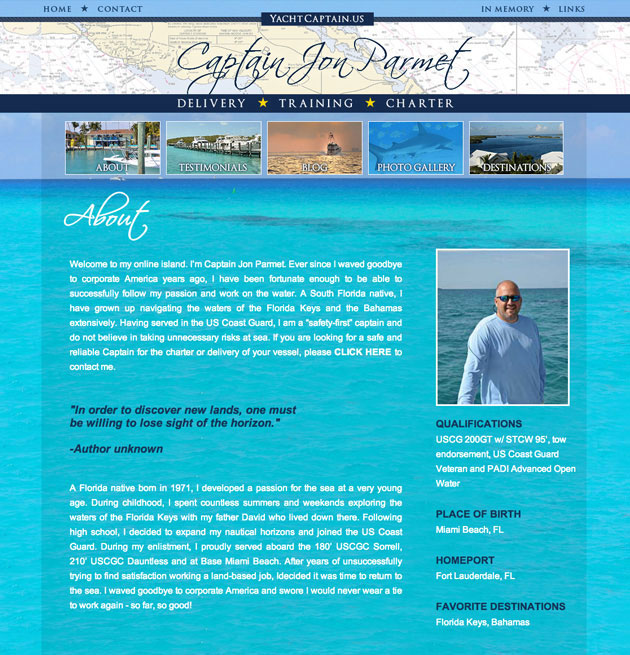 HOME ★ CONTACT
IN MEMORY ★ LINKS
YACHTCAPTAIN.US
Captain Jon Parmet
DELIVERY ★ TRAINING ★ CHARTER
ABOUT
TESTIMONIALS
BLOG
PHOTO GALLERY
DESTINATIONS
About
Welcome to my online island. I'm Captain Jon Parmet. Ever since I waved goodbye
to corporate America years ago, I have been fortunate enough to be able to
successfully follow my passion and work on the water. A South Florida native, I
have grown up navigating the waters of the Florida Keys and the Bahamas
extensively. Having served in the US Coast Guard, I am a "safety-first" captain and
do not believe in taking unnecessary risks at sea. If you are looking for a safe and
reliable Captain for the charter or delivery of your vessel, please CLICK HERE to
contact me.
"In order to discover new lands, one must
be willing to lose sight of the horizon."
-Author unknown
A Florida native born in 1971, I developed a passion for the sea at a very young
age. During childhood, I spent countless summers and weekands exploring the
waters of the Florida Keys with my father David who lived down there. Following
high school, I decided to expand my nautical horizons and joined the US Coast
Guard. During my enlistment, I proudly served aboard the 180' USCGC Sorrell,
210' USCGC Dauntless and at Base Miami Beach. After years of unsuccessfully
trying to find satisfaction working a land-based job, Idecided it was time to return to
the sea. I waved goodbye to corporate America and swore I would never wear a tie
to work again - so far, so good!
QUALIFICATIONS
USCG 200GT w/ STCW 95', tow
endorsement, US Coast Guard
Veteran and PADI Advanced Open
Water
PLACE OF BIRTH
Miami Beach, FL
HOMEPORT
Fort Lauderdale, FL
FAVORITE DESTINATIONS
Florida Keys, Bahamas